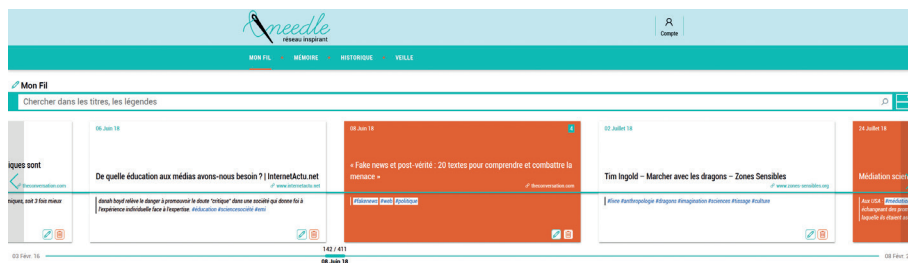 needle
réseau inspirant
Compte
MON FIL MÉMOIRE HISTORIQUE VEILLE
Mon Fil
Chercher dans les titres, les légendes
iques sont
theconversation.com
niques, soit 3 fois mieux
06 Juin 18
De quelle éducation aux médias avons-nous besoin ? | InternetActu.net
www.internetactu.net
danah boyd relève le danger à promouvoir le doute "critique" dans une société qui donne foi à
l'expérience individuelle face à l'expertise. #éducation #sciencesociété #emi
08 Juin 18
4
« Fake news et post-vérité : 20 textes pour comprendre et combattre la
menace »
theconversation.com
#fakenews #web #politique
02 Juillet 18
Tim Ingold – Marcher avec les dragons – Zones Sensibles
www.zones-sensibles.org
#livre #anthropologie #dragons #imagination #sciences #tissage #culture
24 Juillet 18
Médiation scien
Aux USA #médiation
échangeant des pro
laquelle ils étaient as
142 / 411
03 Févr. 16
08 Juin 18
08 Févr.